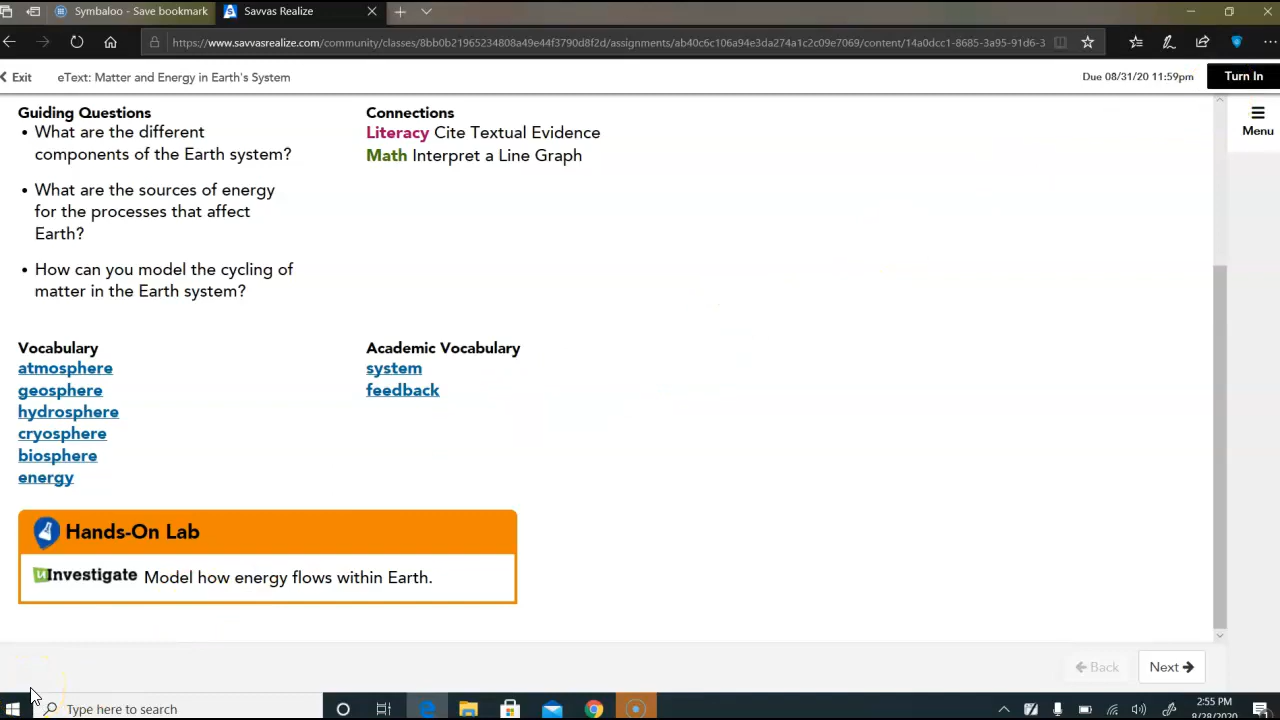 Symbaloo - Save bookmark
Savvas Realize
https://www.savvasrealize.com/community/classes/8bb0b21965234808a49e44f3790d8f2d/assignments/ab40c6c106a94e3da274a1c2c09e7069/content/14a0dcc1-8685-3a95-91d6-3
Exit eText: Matter and Energy in Earth's System Due 08/31/20 11:59pm Turn In
Menu
Guiding Questions
• What are the different
components of the Earth system?
• What are the sources of energy
for the processes that affect
Earth?
• How can you model the cycling of
matter in the Earth system?
Connections
Literacy Cite Textual Evidence
Math Interpret a Line Graph
Vocabulary
atmosphere
geosphere
hydrosphere
cryosphere
biosphere
energy
Academic Vocabulary
system
feedback
Hands-On Lab
uInvestigate Model how energy flows within Earth.
Back Next
Type here to search
2:55 PM
8/28/2020